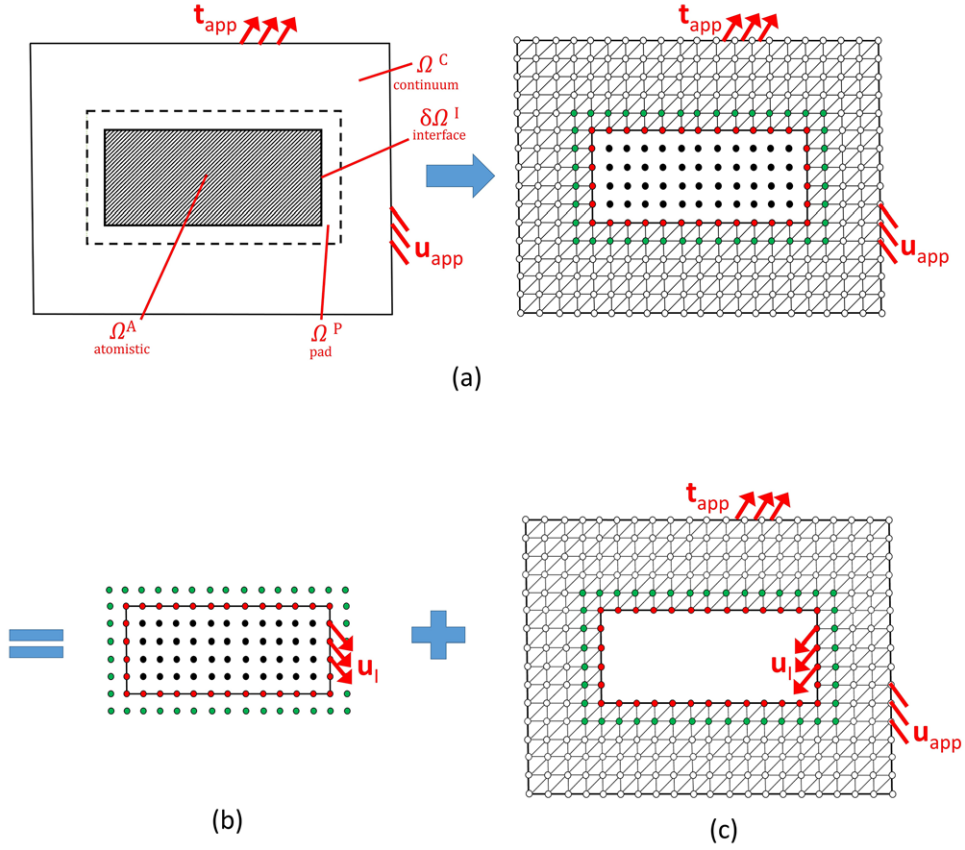 t_app
Ω^C
continuum
δΩ^I
interface
u_app
Ω^A
atomistic
Ω^P
pad
t_app
u_app
(a)
t_app
u_I
u_I
u_app
(b)
(c)